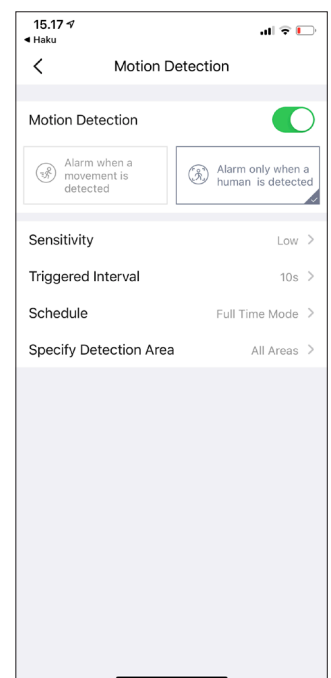 15.17
◀ Haku
Motion Detection
Motion Detection
Alarm when a
movement is
detected
Alarm only when a
human is detected
Sensitivity Low >
Triggered Interval 10s >
Schedule Full Time Mode >
Specify Detection Area All Areas >